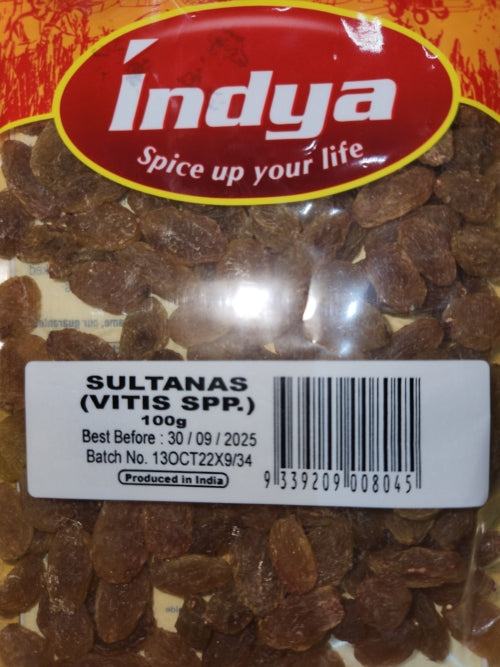 índya
Spice up your life
SULTANAS
(VITIS SPP.)
100g
Best Before : 30 / 09 / 2025
Batch No. 13OCT22X9/34
Produced in India
9 339209 008045